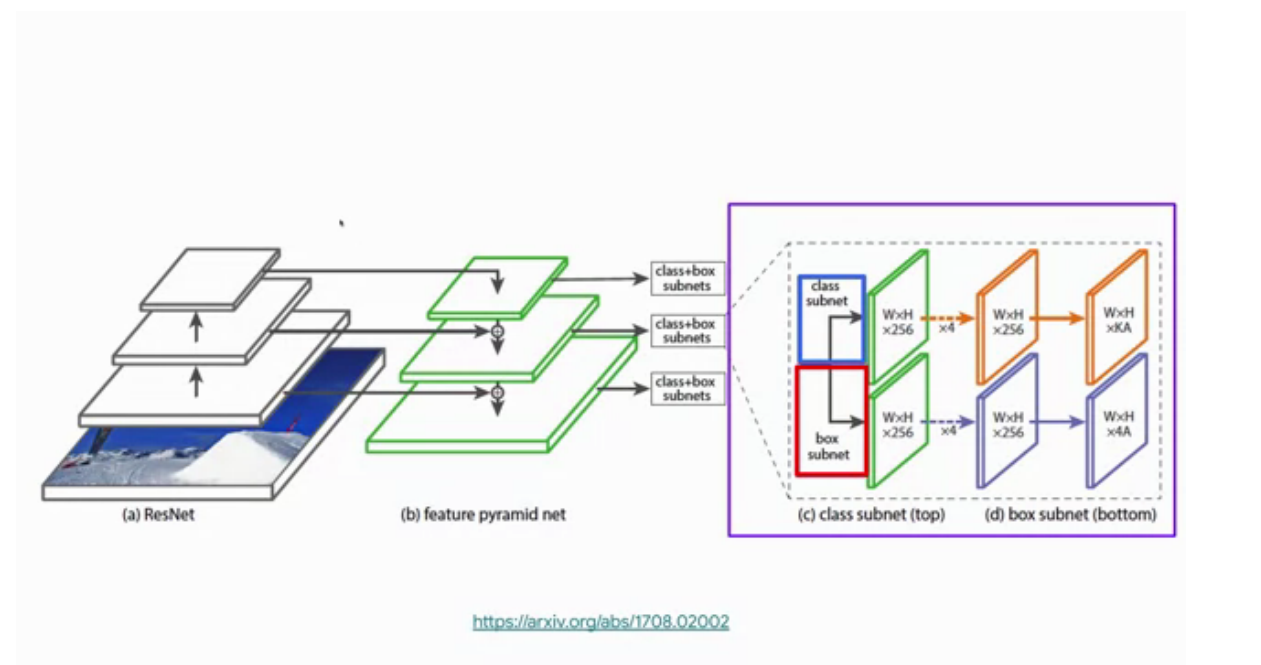 class+box
subnets
class+box
subnets
class+box
subnets
class
subnet
W×H
×256
×4
W×H
×256
W×H
×KA
box
subnet
W×H
×256
×4
W×H
×256
W×H
×4A
(a) ResNet
(b) feature pyramid net
(c) class subnet (top)
(d) box subnet (bottom)
https://arxiv.org/abs/1708.02002